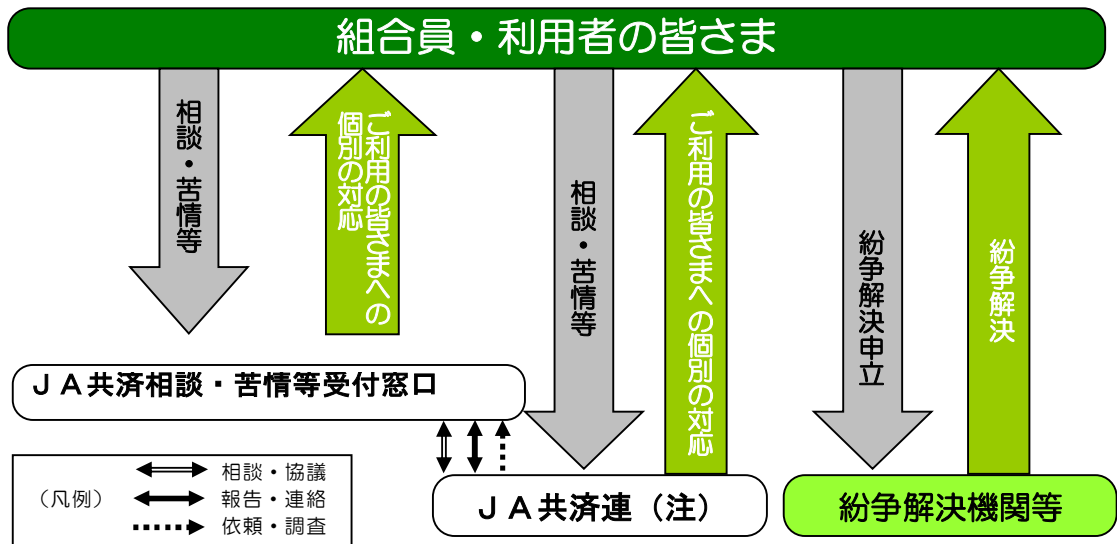 組合員・利用者の皆さま
相談・苦情等
ご利用の皆さまへの
個別の対応
相談・苦情等
ご利用の皆さまへの個別の対応
紛争解決申立
紛争解決
ＪＡ共済相談・苦情等受付窓口
（凡例）
相談・協議
報告・連絡
依頼・調査
ＪＡ共済連（注）
紛争解決機関等